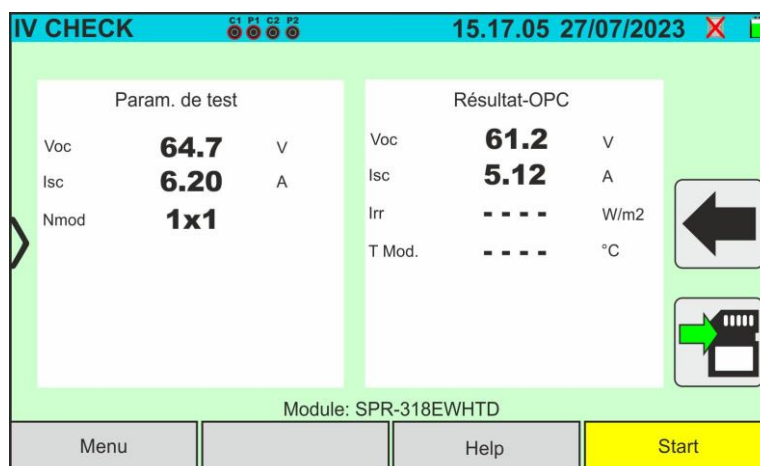 IV CHECK C1 P1 C2 P2 15.17.05 27/07/2023
Param. de test
Voc 64.7 V
Isc 6.20 A
Nmod 1x1
Résultat-OPC
Voc 61.2 V
Isc 5.12 A
Irr - - - - W/m2
T Mod. - - - - °C
Module: SPR-318EWHTD
Menu Help Start